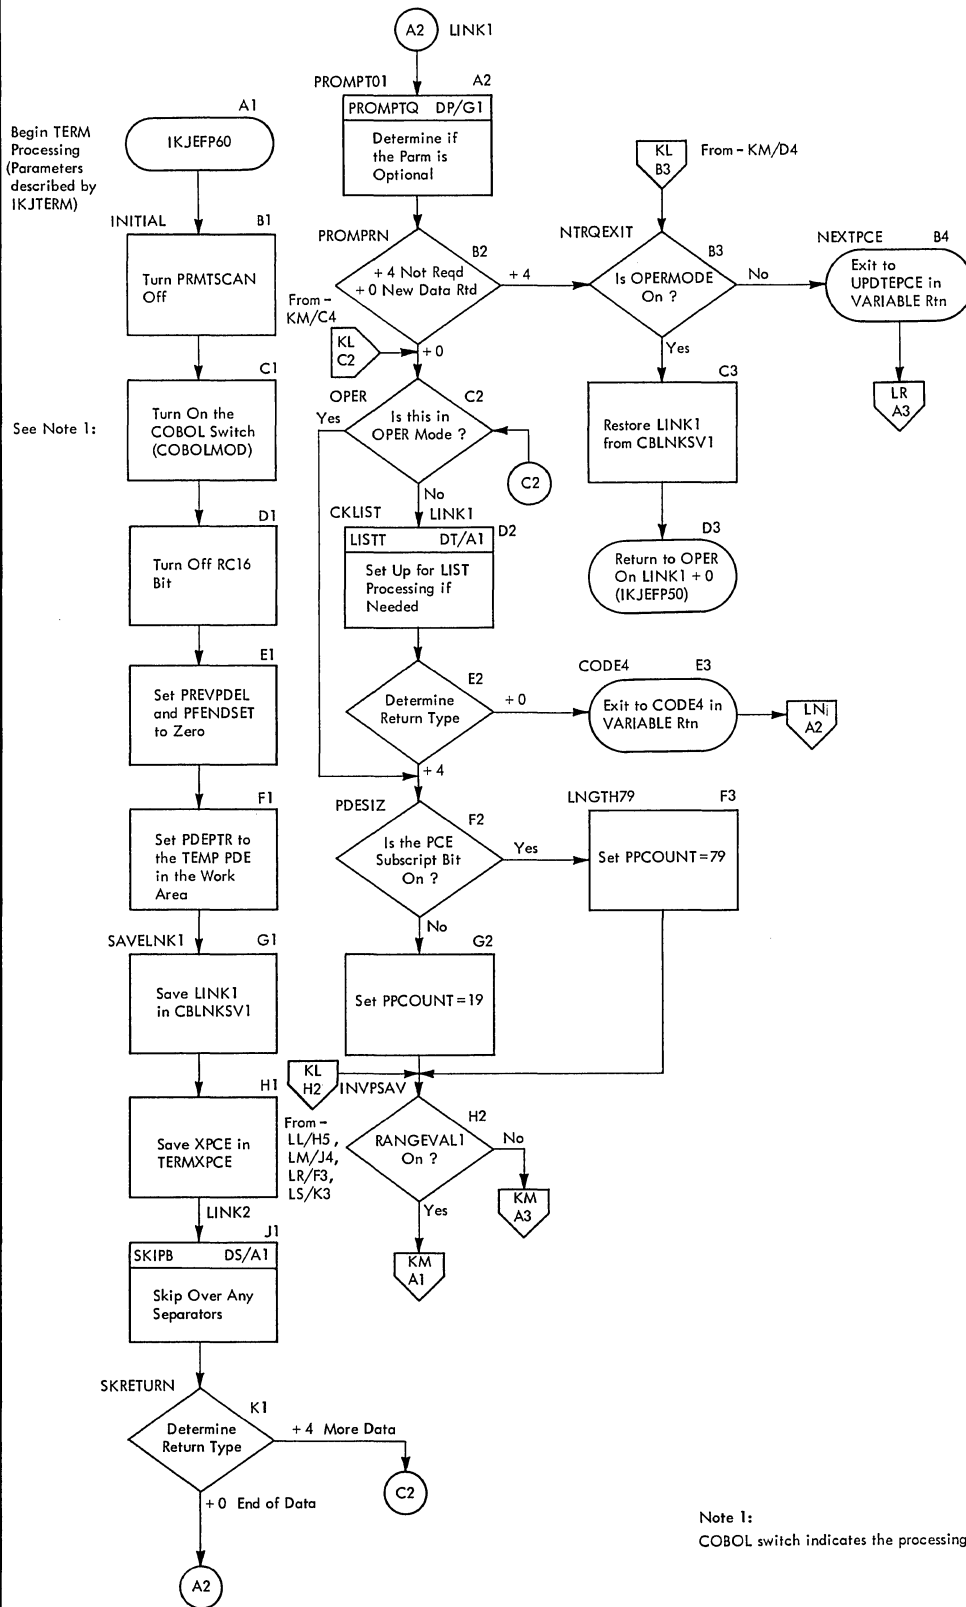 A2
LINK1
PROMPT01
A2
PROMPTQ DP/G1
Determine if
the Parm is
Optional
A1
IKJEFP60
Begin TERM
Processing
(Parameters
described by
IKJTERM)
KL
B3
From - KM/D4
INITIAL
B1
Turn PRMTSCAN
Off
PROMPRN
B2
+ 4 Not Reqd
+ 0 New Data Rtd
+ 4
NTRQEXIT
B3
Is OPERMODE
On ?
No
Yes
NEXTPCE
B4
Exit to
UPDTEPCE in
VARIABLE Rtn
LR
A3
From -
KM/C4
KL
C2
+ 0
See Note 1:
C1
Turn On the
COBOL Switch
(COBOLMOD)
OPER
C2
Yes
Is this in
OPER Mode ?
C2
No
C3
Restore LINK1
from CBLNKSV1
D1
Turn Off RC16
Bit
CKLIST
LINK1
D2
LISTT DT/A1
Set Up for LIST
Processing if
Needed
D3
Return to OPER
On LINK1 + 0
(IKJEFP50)
E1
Set PREVPDEL
and PFENDSET
to Zero
E2
Determine
Return Type
+ 0
+ 4
CODE4
E3
Exit to CODE4 in
VARIABLE Rtn
LNi
A2
F1
Set PDEPTR to
the TEMP PDE
in the Work
Area
PDESIZ
F2
Is the PCE
Subscript Bit
On ?
Yes
No
LNGTH79
F3
Set PPCOUNT=79
SAVELNK1
G1
Save LINK1
in CBLNKSV1
G2
Set PPCOUNT=19
KL
H2
INVPSAV
H1
Save XPCE in
TERMXPCE
From -
LL/H5 ,
LM/J4,
LR/F3,
LS/K3
H2
RANGEVAL1
On ?
No
KM
A3
Yes
KM
A1
LINK2
J1
SKIPB DS/A1
Skip Over Any
Separators
SKRETURN
K1
Determine
Return Type
+ 4 More Data
C2
+ 0 End of Data
A2
Note 1:
COBOL switch indicates the processing